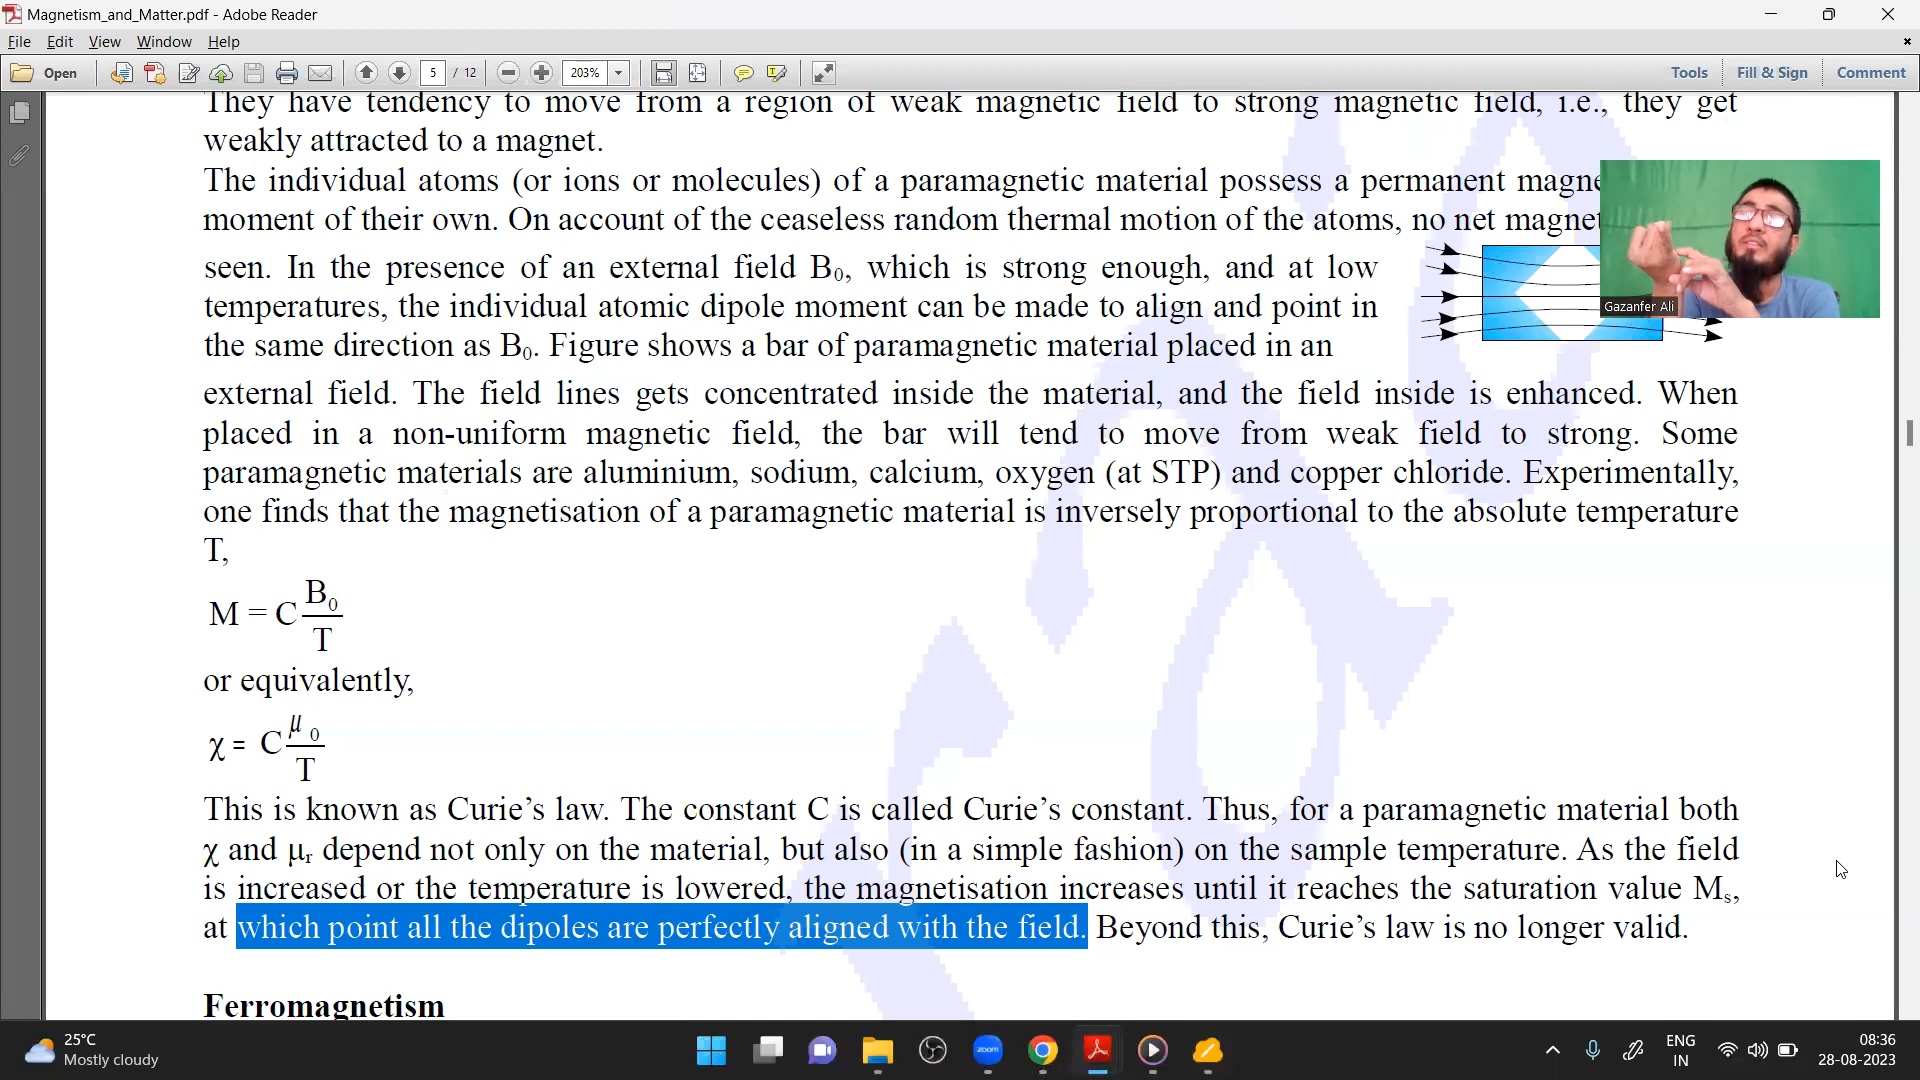 Magnetism_and_Matter.pdf - Adobe Reader
File Edit View Window Help
Open 5 / 12 203% Tools Fill & Sign Comment
They have tendency to move from a region of weak magnetic field to strong magnetic field, i.e., they get
weakly attracted to a magnet.
The individual atoms (or ions or molecules) of a paramagnetic material possess a permanent magne
moment of their own. On account of the ceaseless random thermal motion of the atoms, no net magnet
seen. In the presence of an external field B₀, which is strong enough, and at low
temperatures, the individual atomic dipole moment can be made to align and point in
the same direction as B₀. Figure shows a bar of paramagnetic material placed in an
Gazanfer Ali
external field. The field lines gets concentrated inside the material, and the field inside is enhanced. When
placed in a non-uniform magnetic field, the bar will tend to move from weak field to strong. Some
paramagnetic materials are aluminium, sodium, calcium, oxygen (at STP) and copper chloride. Experimentally,
one finds that the magnetisation of a paramagnetic material is inversely proportional to the absolute temperature
T,
M = C B₀/T
or equivalently,
χ = C μ₀/T
This is known as Curie's law. The constant C is called Curie's constant. Thus, for a paramagnetic material both
χ and μᵣ depend not only on the material, but also (in a simple fashion) on the sample temperature. As the field
is increased or the temperature is lowered, the magnetisation increases until it reaches the saturation value Mₛ,
at which point all the dipoles are perfectly aligned with the field. Beyond this, Curie's law is no longer valid.
Ferromagnetism
25°C
Mostly cloudy
zoom
ENG
IN
08:36
28-08-2023